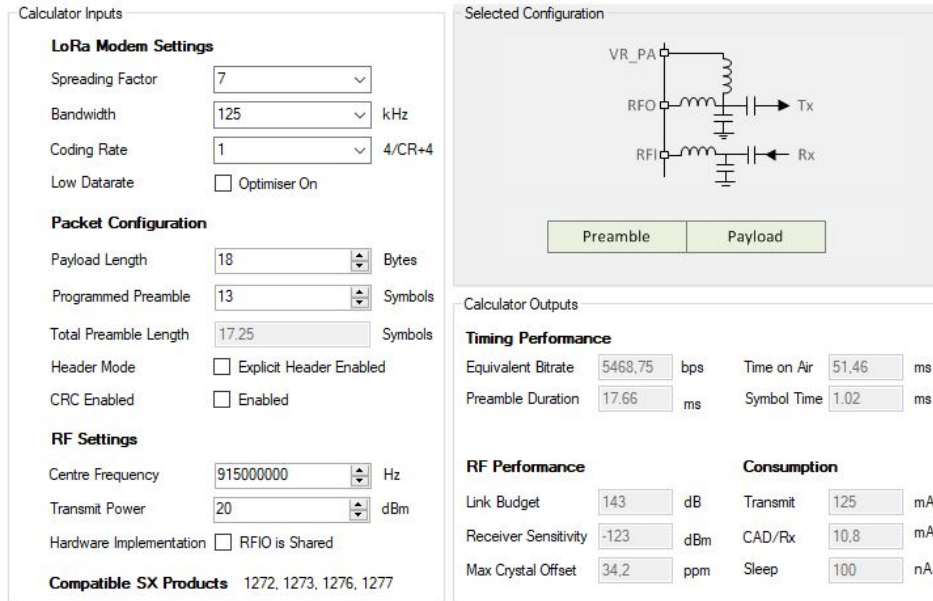 Calculator Inputs
LoRa Modem Settings
Spreading Factor 7
Bandwidth 125 kHz
Coding Rate 1 4/CR+4
Low Datarate Optimiser On
Packet Configuration
Payload Length 18 Bytes
Programmed Preamble 13 Symbols
Total Preamble Length 17.25 Symbols
Header Mode Explicit Header Enabled
CRC Enabled Enabled
RF Settings
Centre Frequency 915000000 Hz
Transmit Power 20 dBm
Hardware Implementation RFIO is Shared
Compatible SX Products 1272, 1273, 1276, 1277
Selected Configuration
VR_PA
RFO Tx
RFI Rx
Preamble Payload
Calculator Outputs
Timing Performance
Equivalent Bitrate 5468,75 bps Time on Air 51,46 ms
Preamble Duration 17.66 ms Symbol Time 1.02 ms
RF Performance Consumption
Link Budget 143 dB Transmit 125 mA
Receiver Sensitivity -123 dBm CAD/Rx 10,8 mA
Max Crystal Offset 34,2 ppm Sleep 100 nA